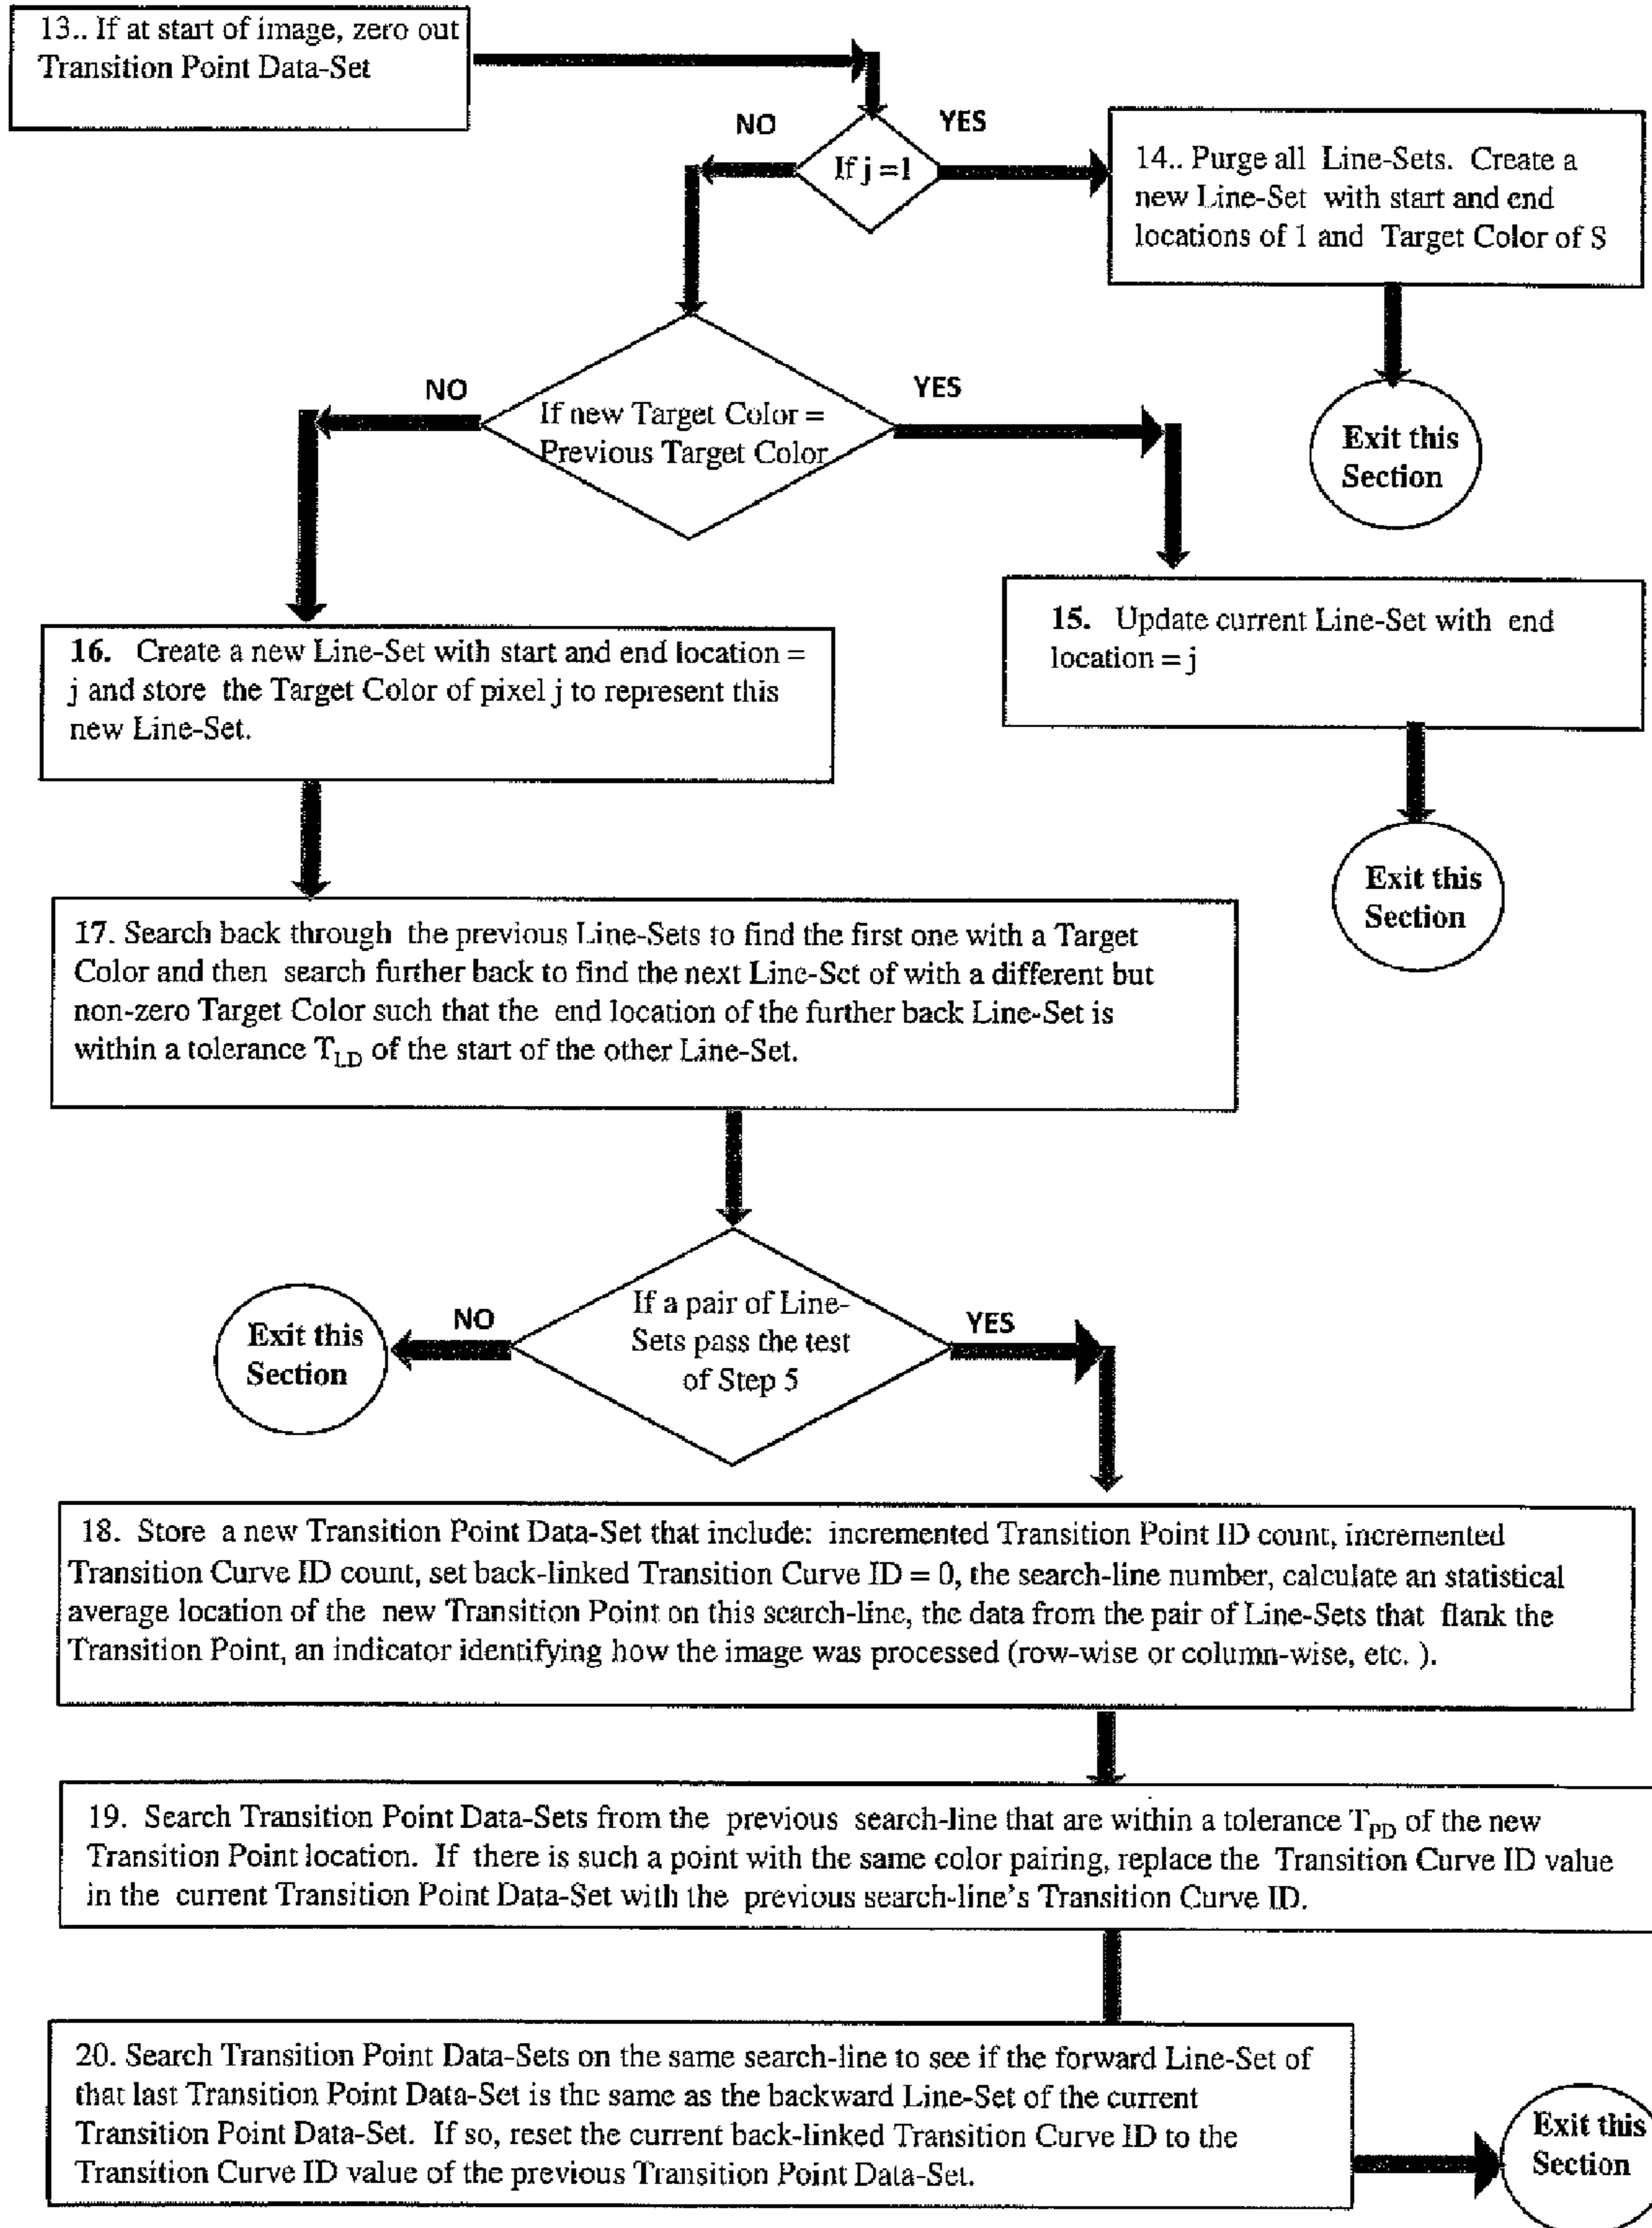 13.. If at start of image, zero out
Transition Point Data-Set
NO
YES
If j =1
14.. Purge all Line-Sets. Create a
new Line-Set with start and end
locations of 1 and Target Color of S
NO
YES
If new Target Color =
Previous Target Color
Exit this
Section
16. Create a new Line-Set with start and end location =
j and store the Target Color of pixel j to represent this
new Line-Set.
15. Update current Line-Set with end
location = j
Exit this
Section
17. Search back through the previous Line-Sets to find the first one with a Target
Color and then search further back to find the next Line-Set of with a different but
non-zero Target Color such that the end location of the further back Line-Set is
within a tolerance T_LD of the start of the other Line-Set.
Exit this
Section
NO
If a pair of Line-
Sets pass the test
of Step 5
YES
18. Store a new Transition Point Data-Set that include: incremented Transition Point ID count, incremented
Transition Curve ID count, set back-linked Transition Curve ID = 0, the search-line number, calculate an statistical
average location of the new Transition Point on this search-line, the data from the pair of Line-Sets that flank the
Transition Point, an indicator identifying how the image was processed (row-wise or column-wise, etc. ).
19. Search Transition Point Data-Sets from the previous search-line that are within a tolerance T_PD of the new
Transition Point location. If there is such a point with the same color pairing, replace the Transition Curve ID value
in the current Transition Point Data-Set with the previous search-line's Transition Curve ID.
20. Search Transition Point Data-Sets on the same search-line to see if the forward Line-Set of
that last Transition Point Data-Set is the same as the backward Line-Set of the current
Transition Point Data-Set. If so, reset the current back-linked Transition Curve ID to the
Transition Curve ID value of the previous Transition Point Data-Set.
Exit this
Section